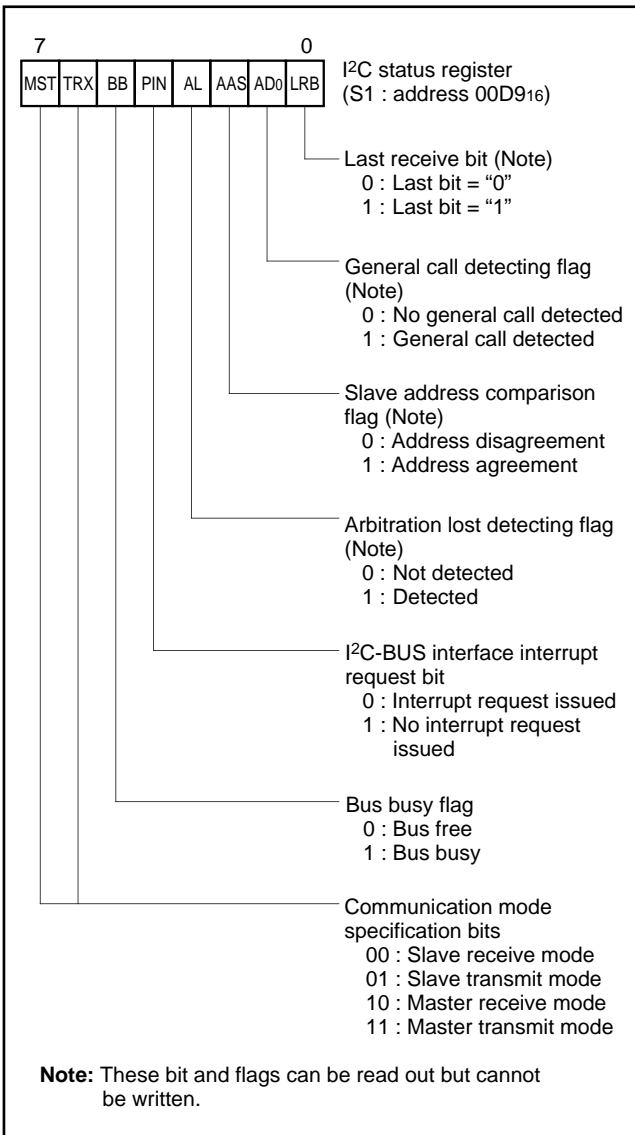 7 0
MST TRX BB PIN AL AAS AD0 LRB
I2C status register
(S1 : address 00D916)
Last receive bit (Note)
0 : Last bit = “0”
1 : Last bit = “1”
General call detecting flag
(Note)
0 : No general call detected
1 : General call detected
Slave address comparison
flag (Note)
0 : Address disagreement
1 : Address agreement
Arbitration lost detecting flag
(Note)
0 : Not detected
1 : Detected
I2C-BUS interface interrupt
request bit
0 : Interrupt request issued
1 : No interrupt request
issued
Bus busy flag
0 : Bus free
1 : Bus busy
Communication mode
specification bits
00 : Slave receive mode
01 : Slave transmit mode
10 : Master receive mode
11 : Master transmit mode
Note: These bit and flags can be read out but cannot
be written.